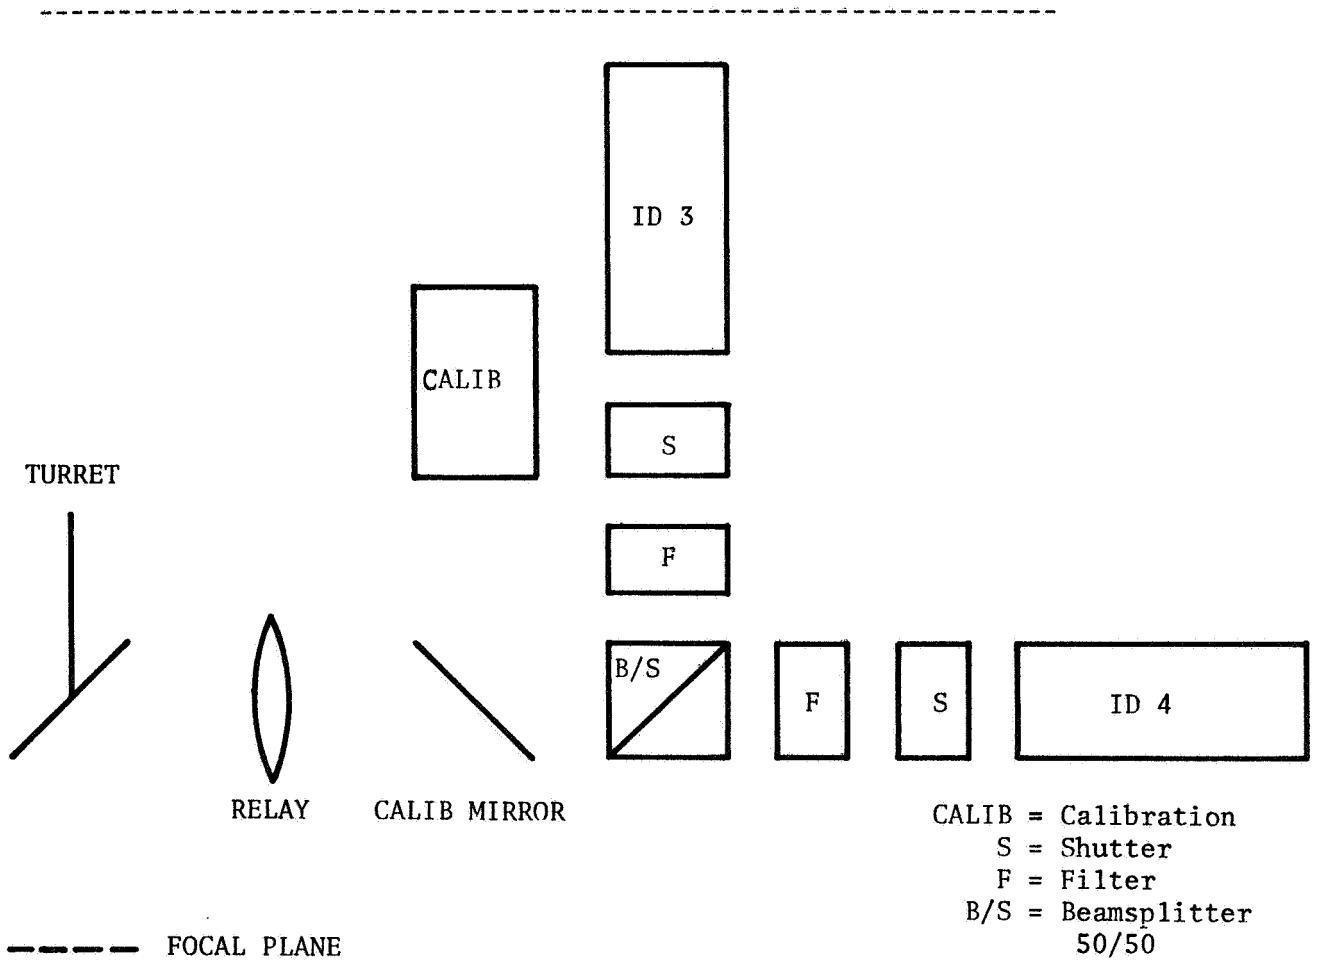 ID 3
CALIB
S
TURRET
F
B/S
F
S
ID 4
RELAY
CALIB MIRROR
CALIB = Calibration
S = Shutter
F = Filter
B/S = Beamsplitter
50/50
FOCAL PLANE